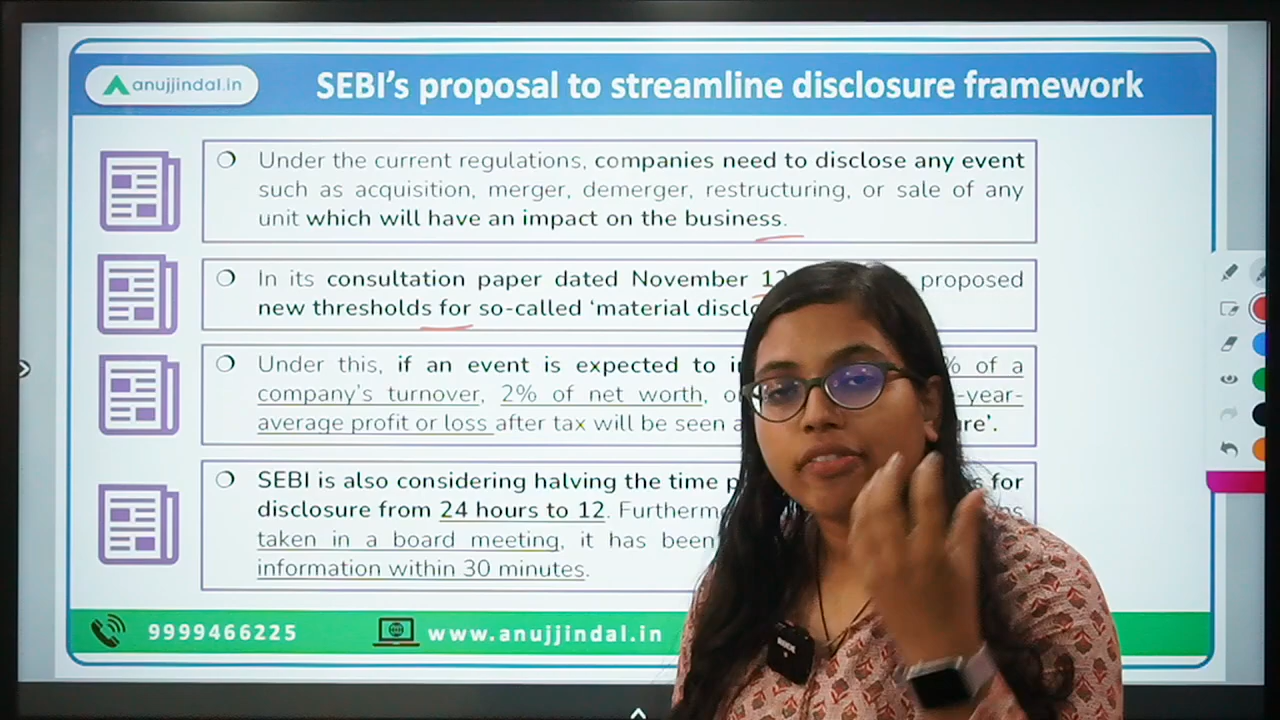 anujjindal.in
SEBI's proposal to streamline disclosure framework
Under the current regulations, companies need to disclose any event
such as acquisition, merger, demerger, restructuring, or sale of any
unit which will have an impact on the business.
In its consultation paper dated November 12 proposed
new thresholds for so-called 'material
Under this, if an event is expected to % of a
company's turnover, 2% of net worth, -year-
average profit or loss after tax will be seen
SEBI is also considering halving the time for
disclosure from 24 hours to 12.
taken in a board meeting, it has been
information within 30 minutes.
9999466225 www.anujjindal.in